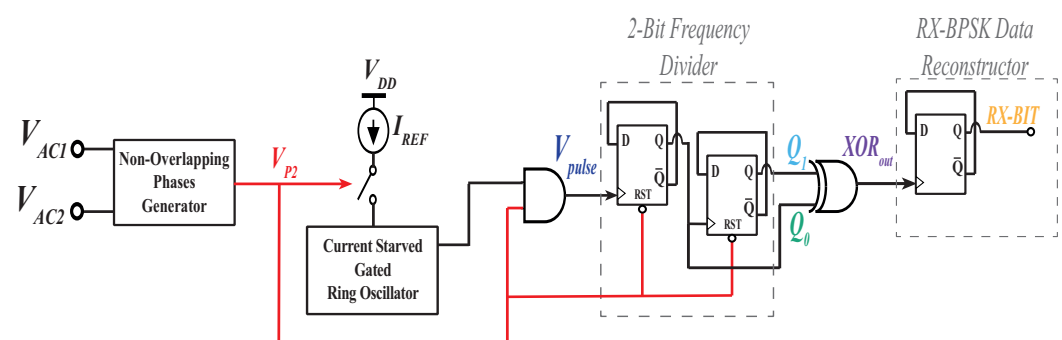 2-Bit Frequency
Divider
RX-BPSK Data
Reconstructor
V_DD
I_REF
V_AC1
V_AC2
Non-Overlapping
Phases
Generator
V_P2
Current Starved
Gated
Ring Oscillator
V_pulse
D Q
Q̅
RST
D Q
Q̅
RST
Q_1
Q_0
XOR_out
D Q
Q̅
RX-BIT